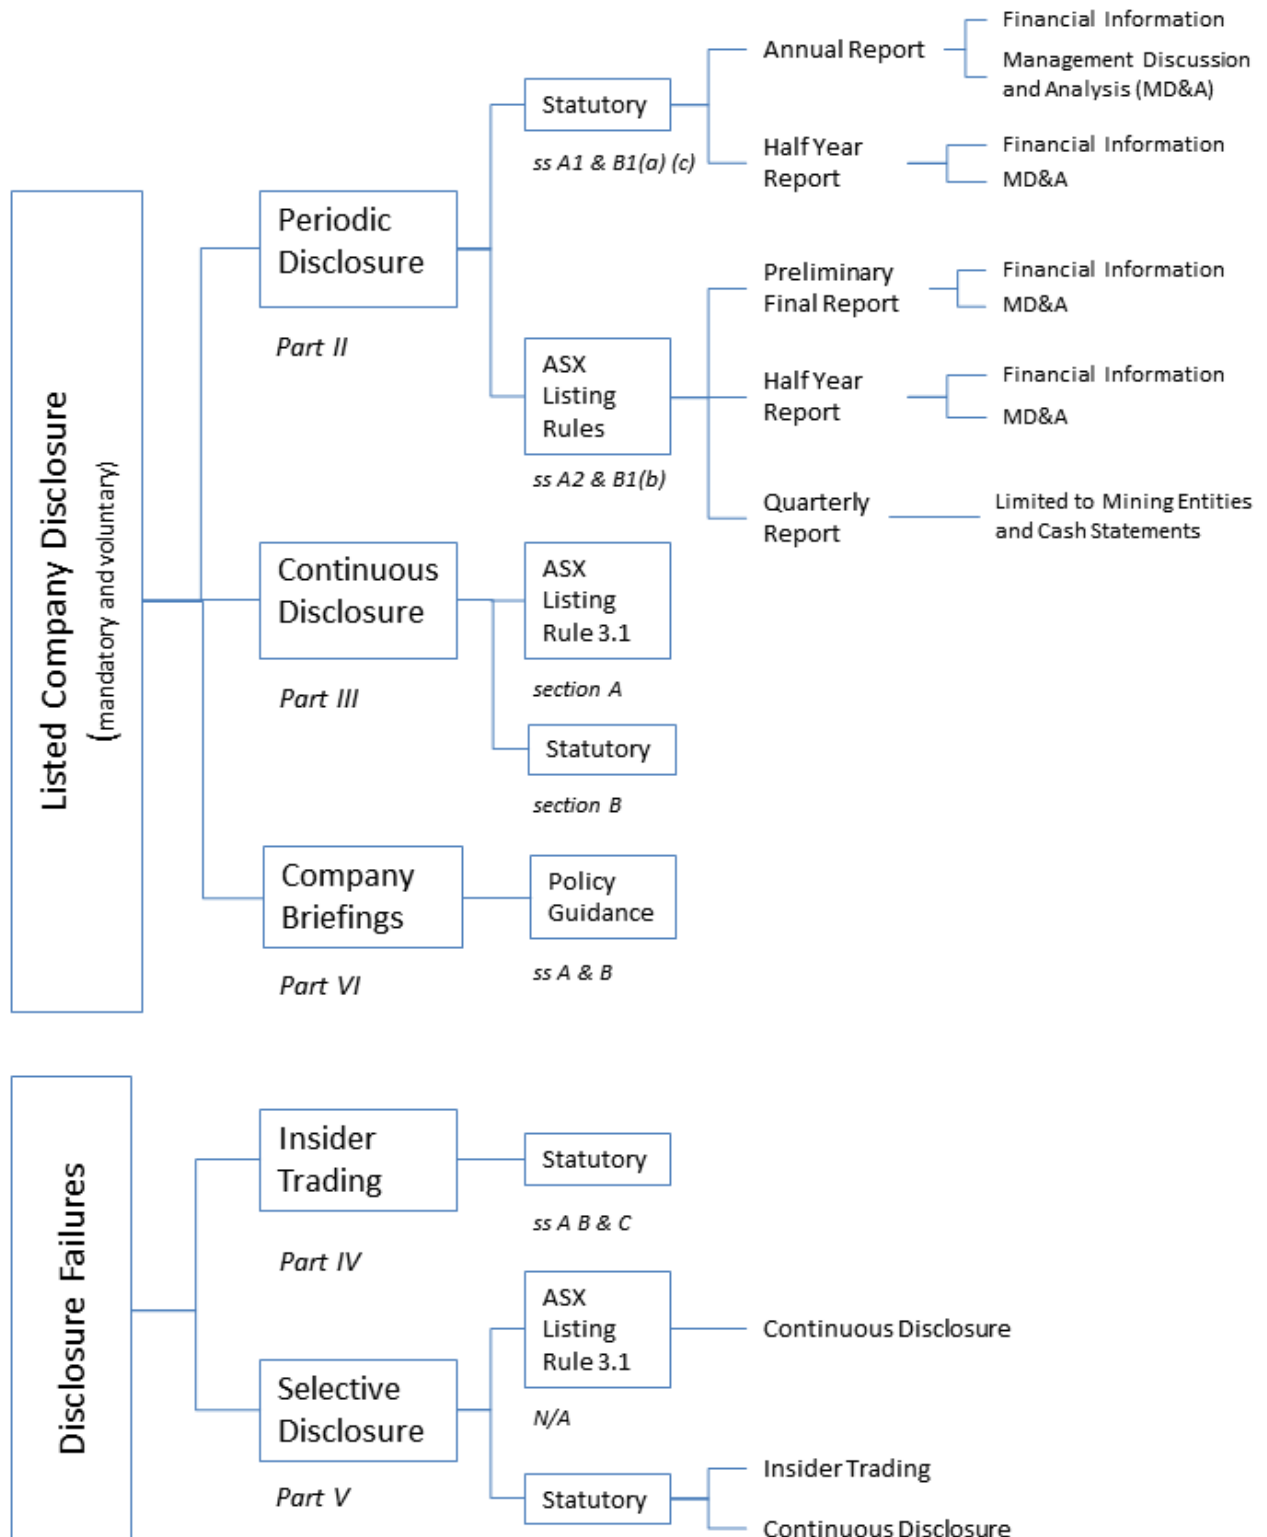 Listed Company Disclosure
(mandatory and voluntary)
Periodic
Disclosure
Part II
Statutory
ss A1 & B1(a) (c)
Annual Report
Financial Information
Management Discussion
and Analysis (MD&A)
Half Year
Report
Financial Information
MD&A
ASX
Listing
Rules
ss A2 & B1(b)
Preliminary
Final Report
Financial Information
MD&A
Half Year
Report
Financial Information
MD&A
Quarterly
Report
Limited to Mining Entities
and Cash Statements
Continuous
Disclosure
Part III
ASX
Listing
Rule 3.1
section A
Statutory
section B
Company
Briefings
Part VI
Policy
Guidance
ss A & B
Disclosure Failures
Insider
Trading
Part IV
Statutory
ss A B & C
Selective
Disclosure
Part V
ASX
Listing
Rule 3.1
N/A
Continuous Disclosure
Statutory
Insider Trading
Continuous Disclosure